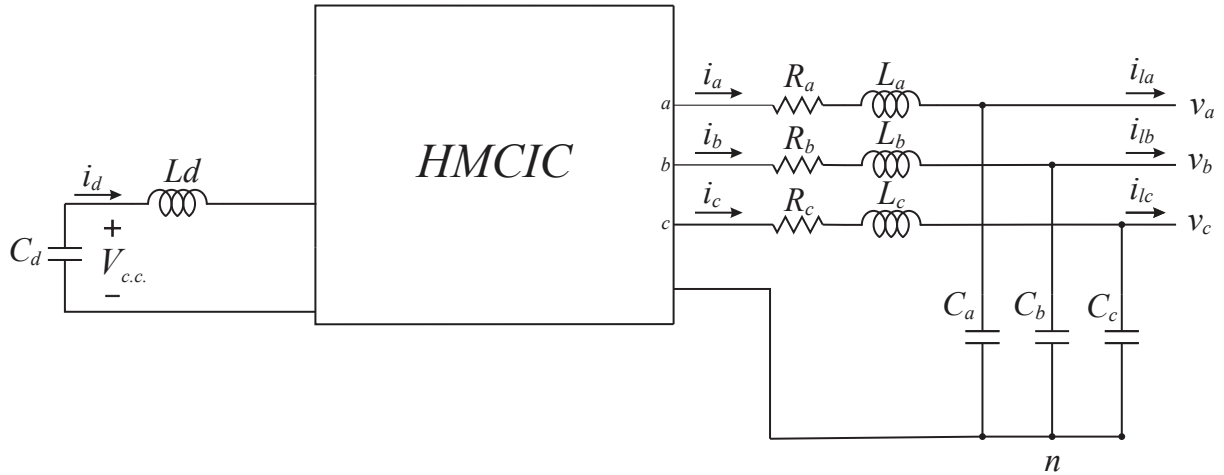 i_a R_a L_a i_la
a v_a
i_b R_b L_b i_lb
HMCIC b v_b
i_d Ld i_c R_c L_c i_lc
c v_c
+
C_d V_c.c.
−
C_a C_b C_c
n